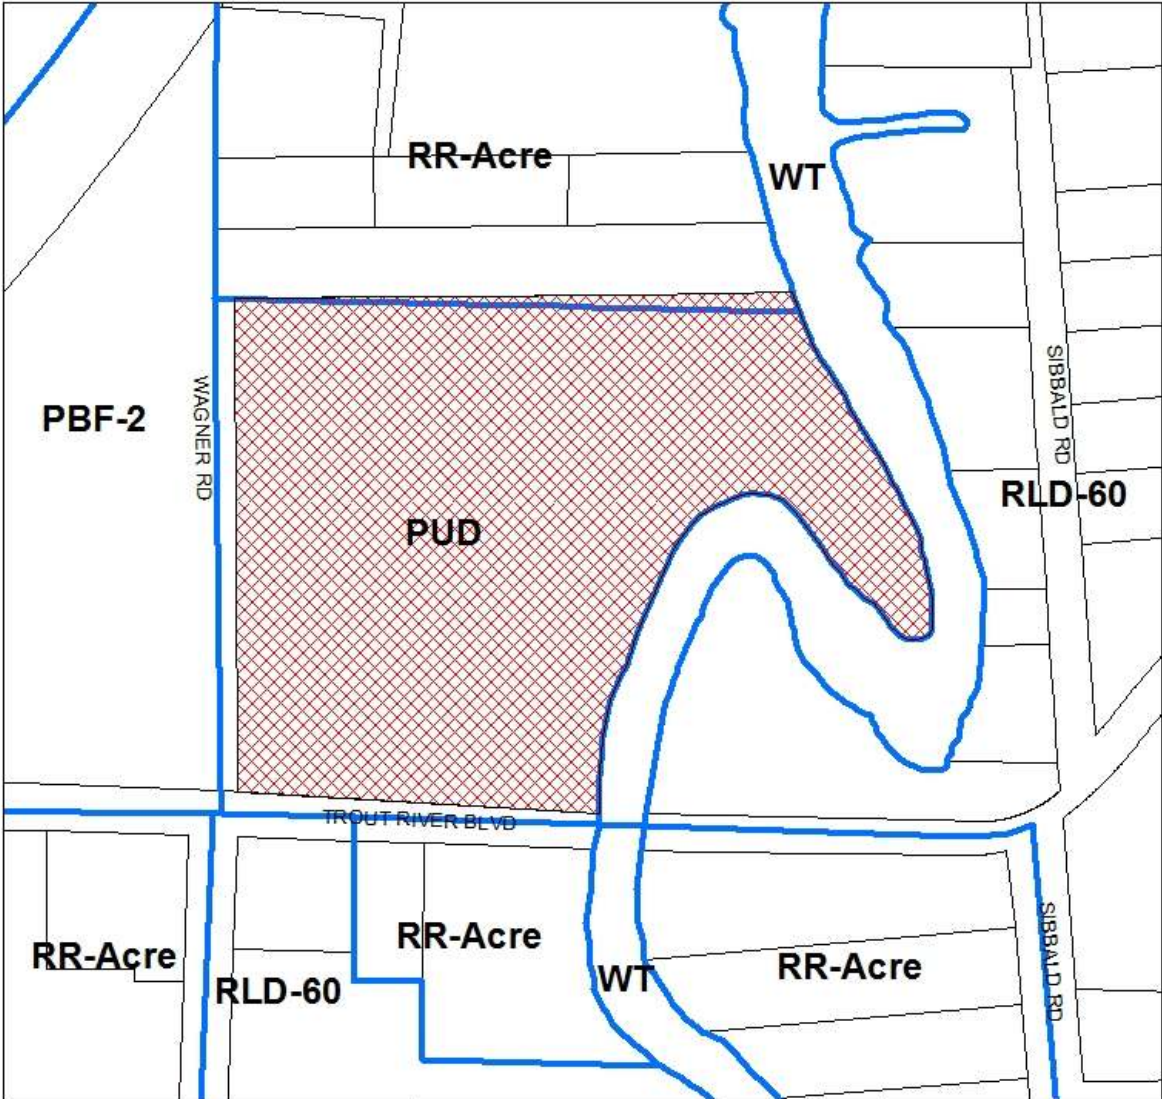 RR-Acre
WT
WAGNER RD
SIBBALD RD
PBF-2
RLD-60
PUD
TROUT RIVER BLVD
RR-Acre
RR-Acre
RLD-60
WT
RR-Acre
SIBBALD RD